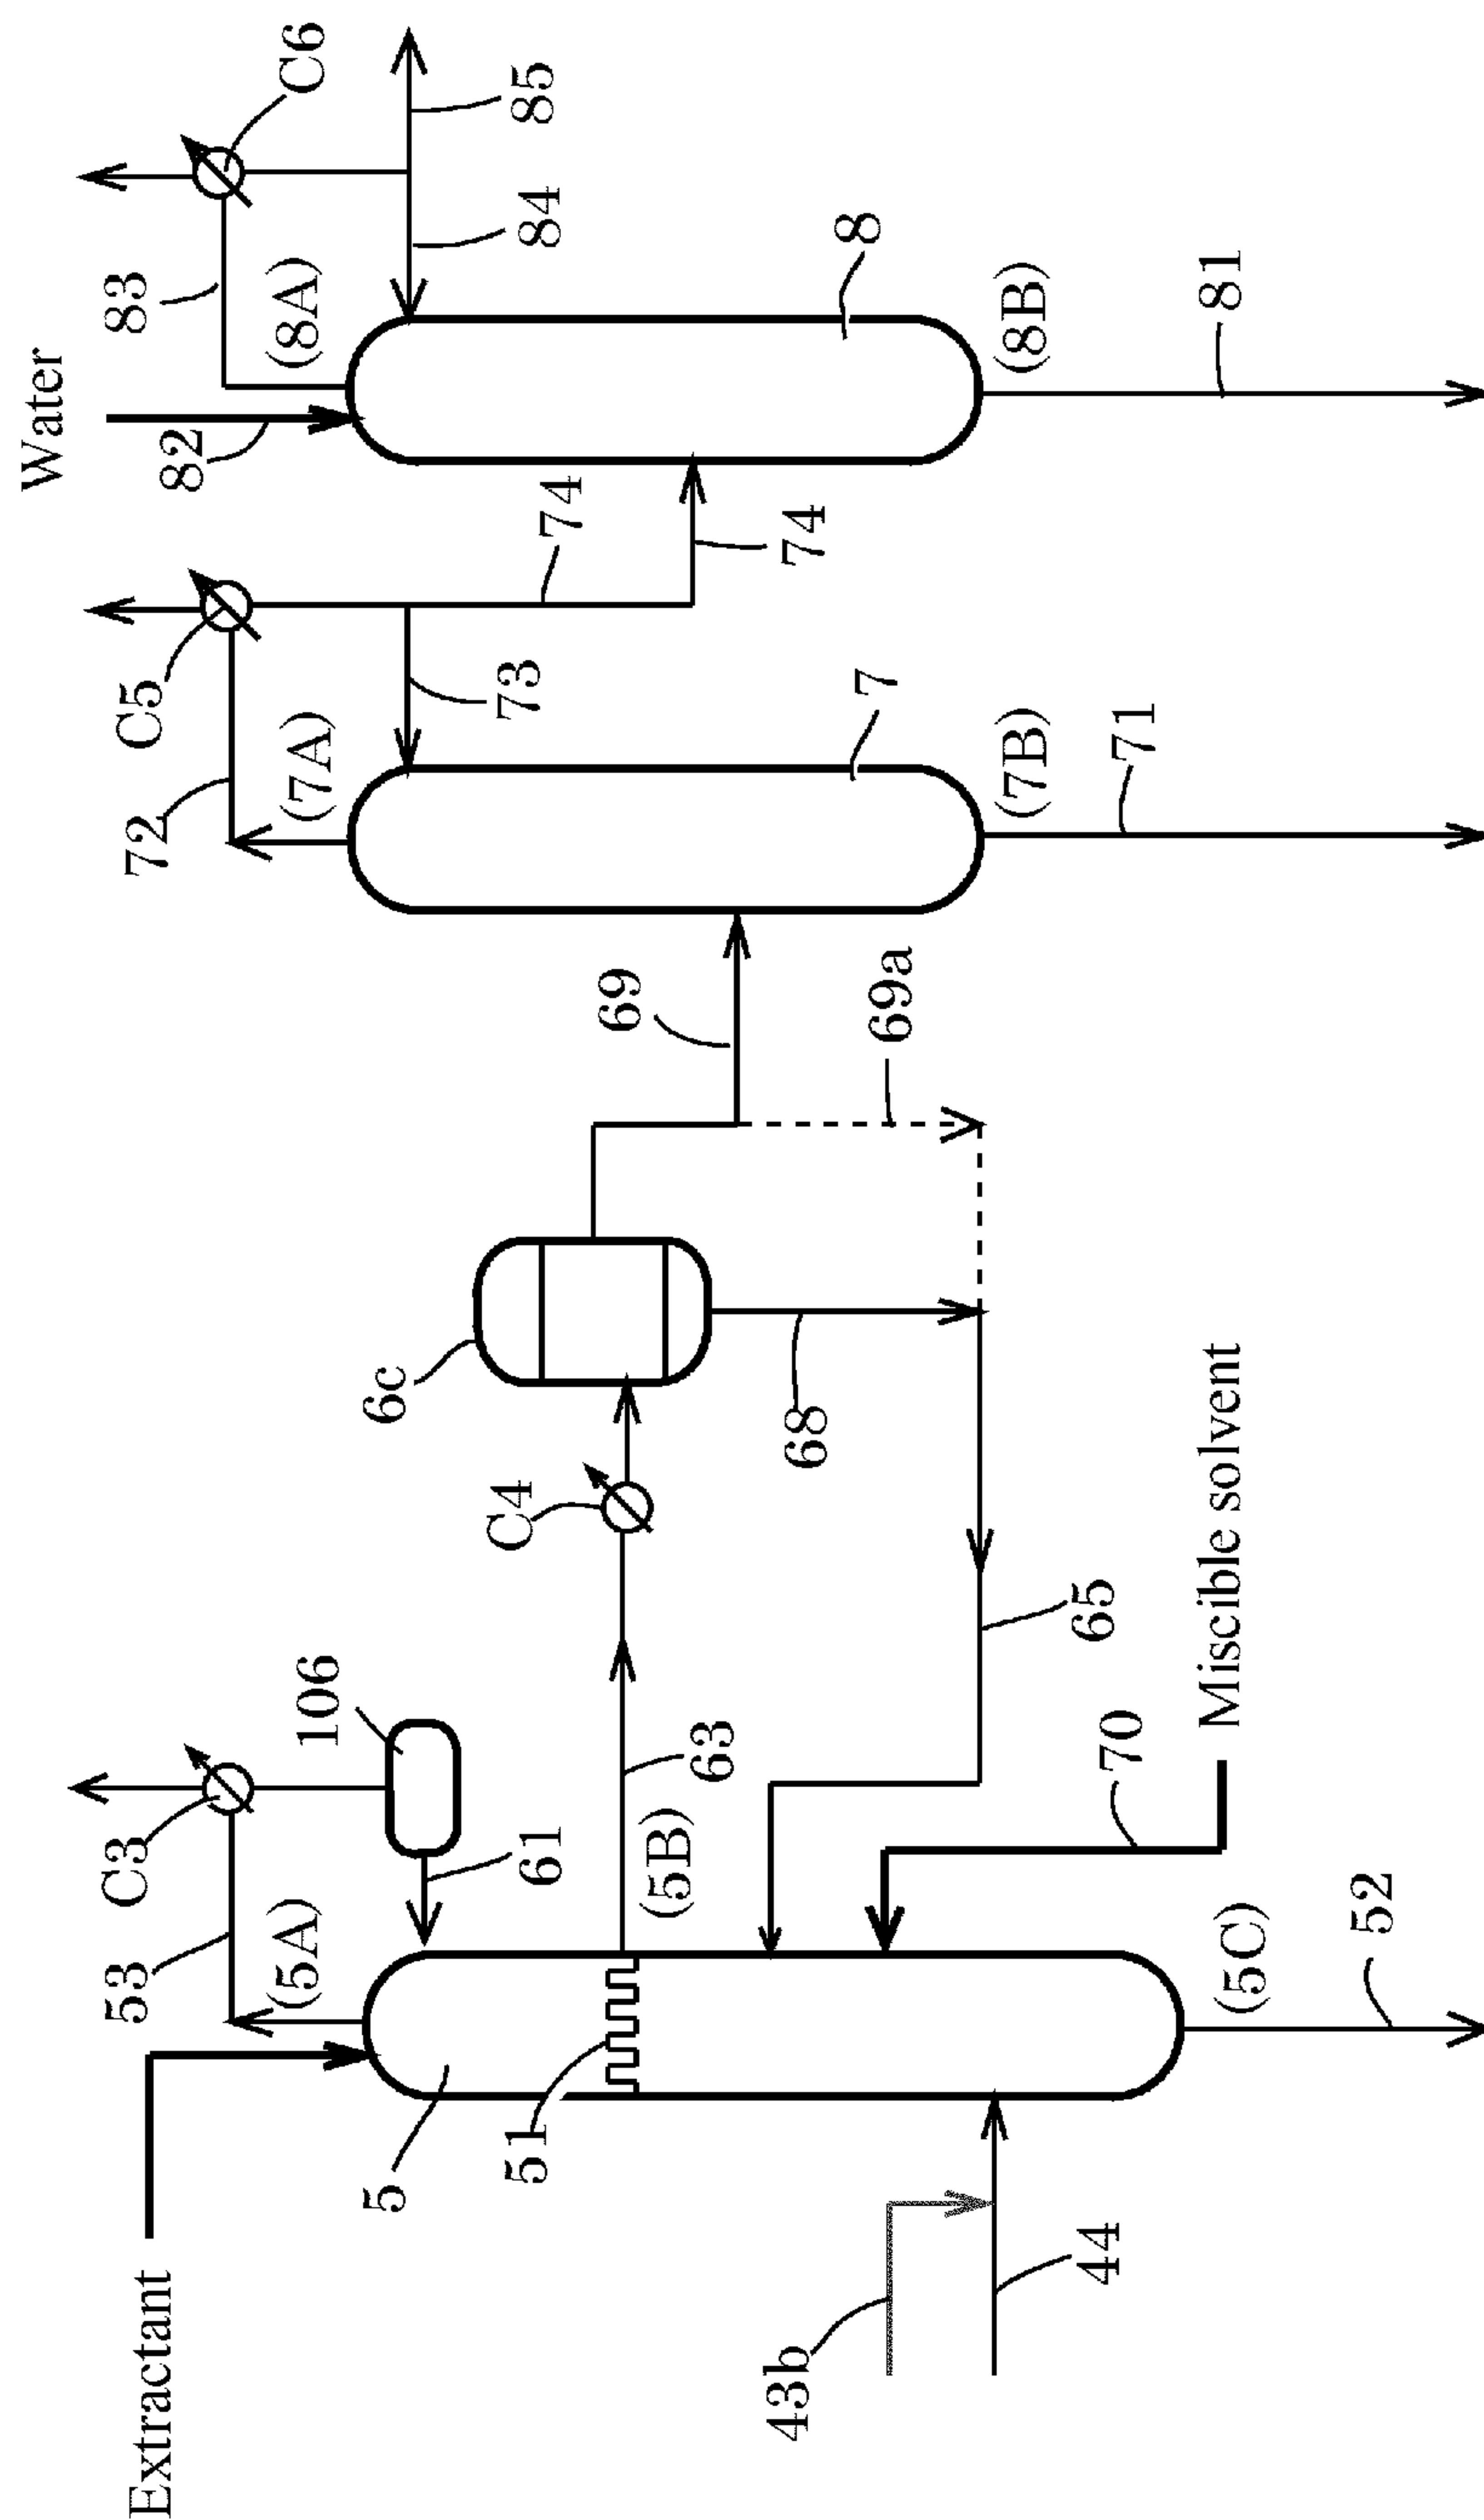 Extractant
Water
53
C3
(5A)
106
61
5
51
63
(5B)
C4
6c
68
65
70
Miscible solvent
43b
44
(5C)
52
69
69a
72
C5
(7A)
73
74
74
7
(7B)
71
82
83
(8A)
C6
84
85
8
(8B)
81